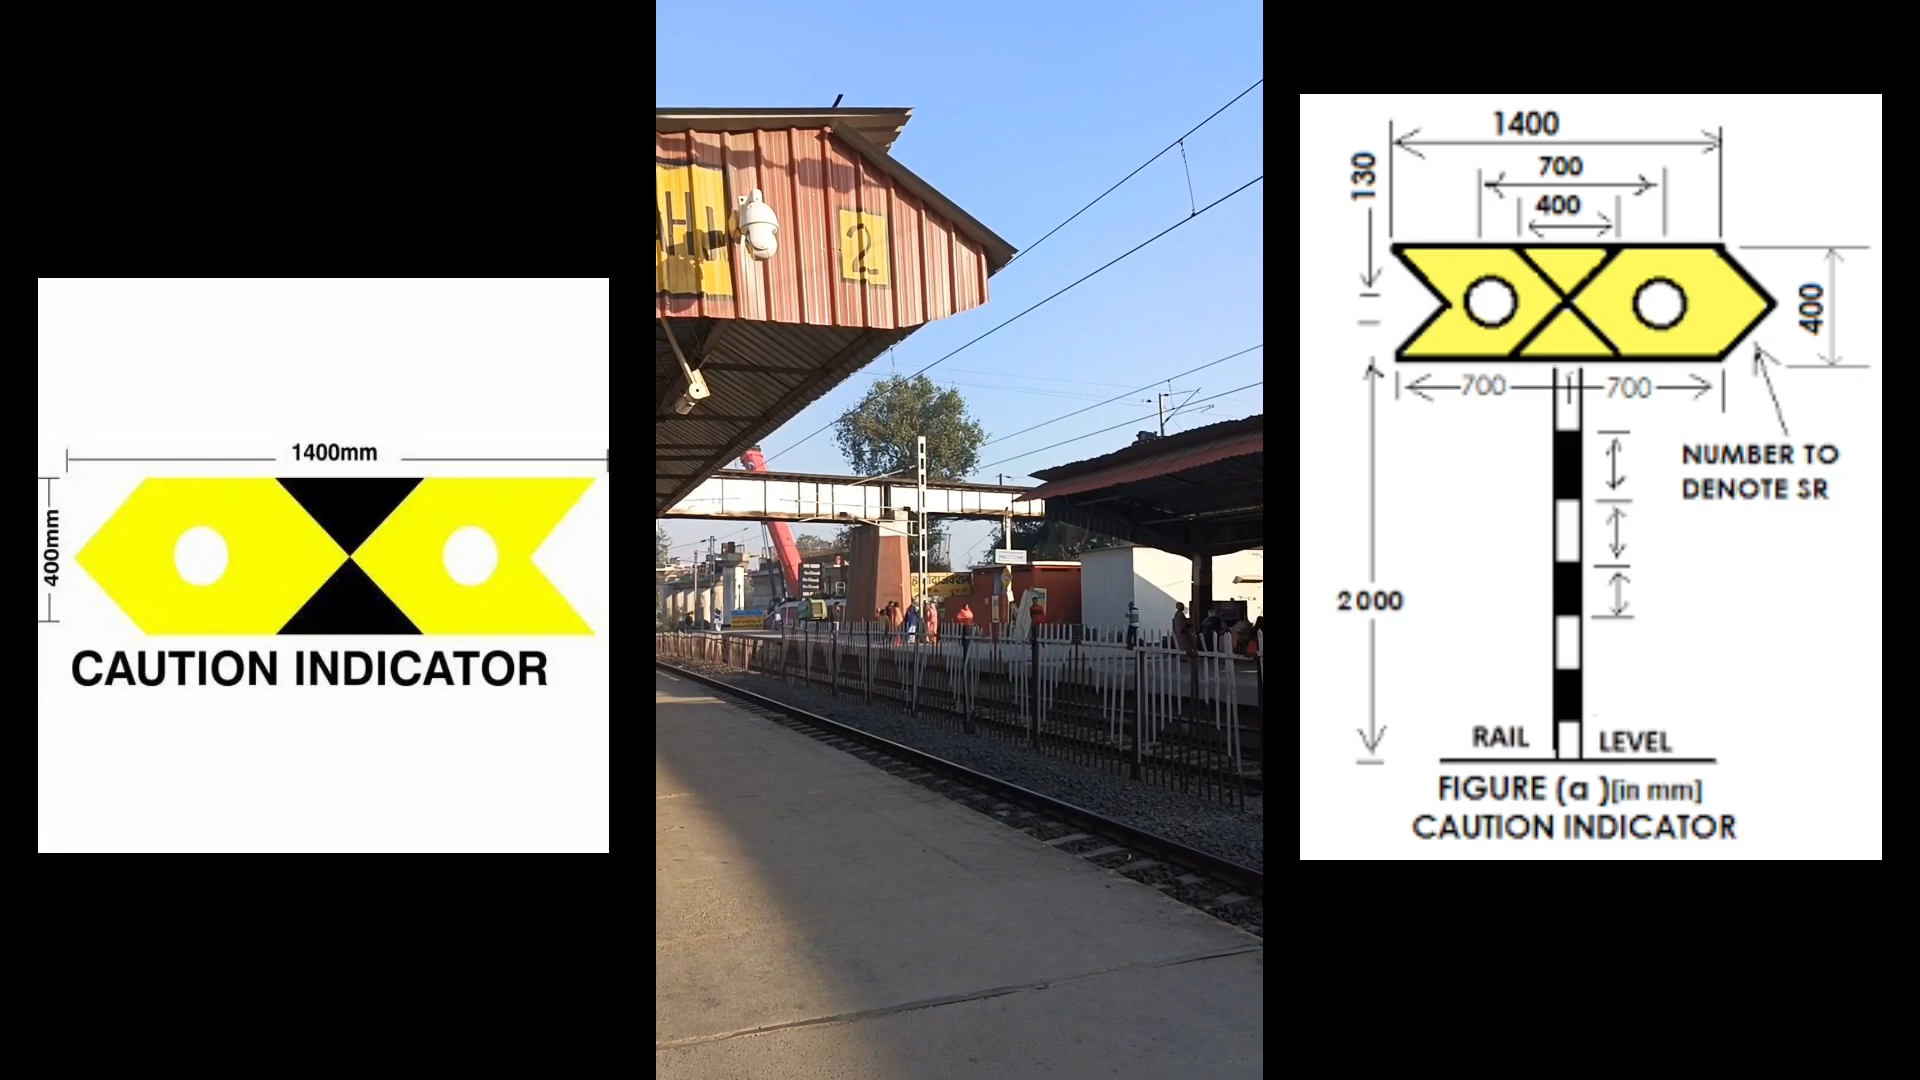 1400mm
400mm
CAUTION INDICATOR
2
1400
700
400
130
400
700
700
NUMBER TO
DENOTE SR
2000
RAIL LEVEL
FIGURE (a )[in mm]
CAUTION INDICATOR